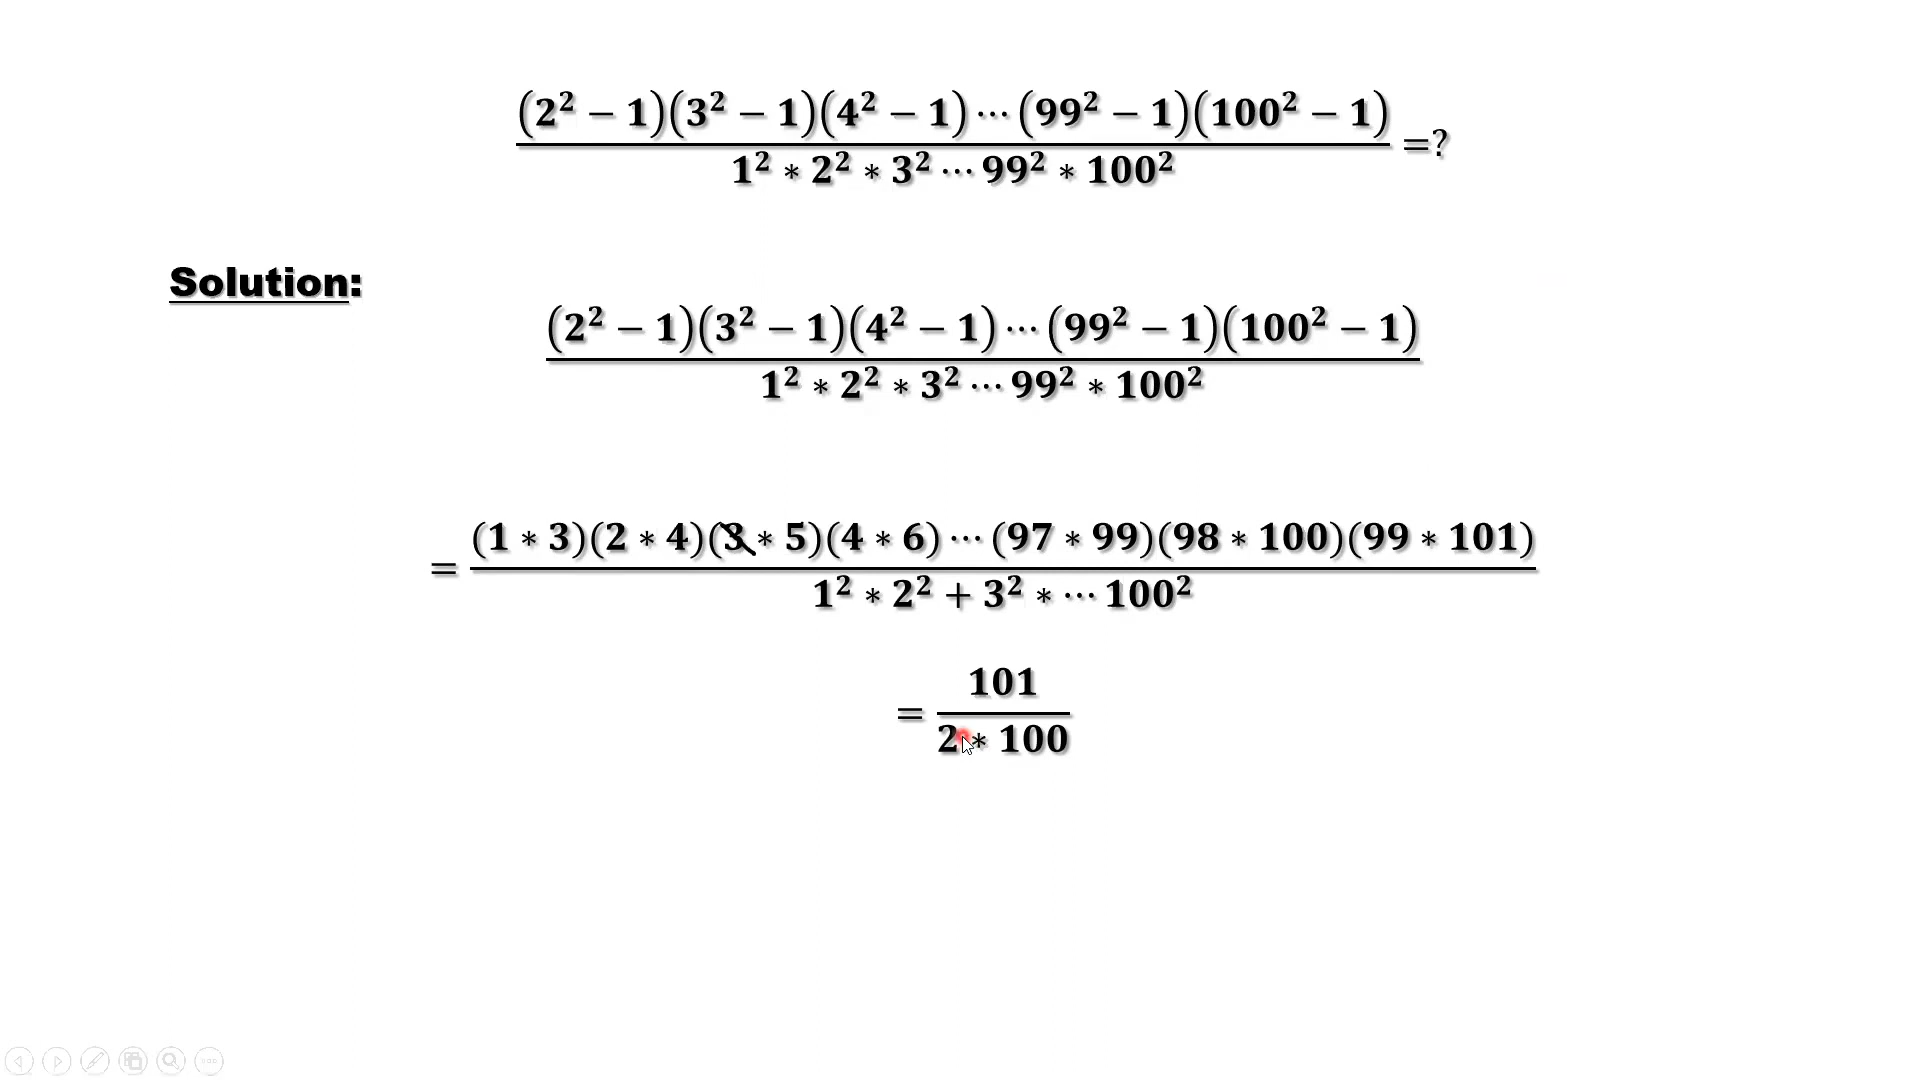 (2² − 1)(3² − 1)(4² − 1) ⋯ (99² − 1)(100² − 1)
=?
1² * 2² * 3² ⋯ 99² * 100²
Solution:
(2² − 1)(3² − 1)(4² − 1) ⋯ (99² − 1)(100² − 1)
1² * 2² * 3² ⋯ 99² * 100²
(1 * 3)(2 * 4)(3 * 5)(4 * 6) ⋯ (97 * 99)(98 * 100)(99 * 101)
=
1² * 2² + 3² * ⋯ 100²
101
=
2 * 100